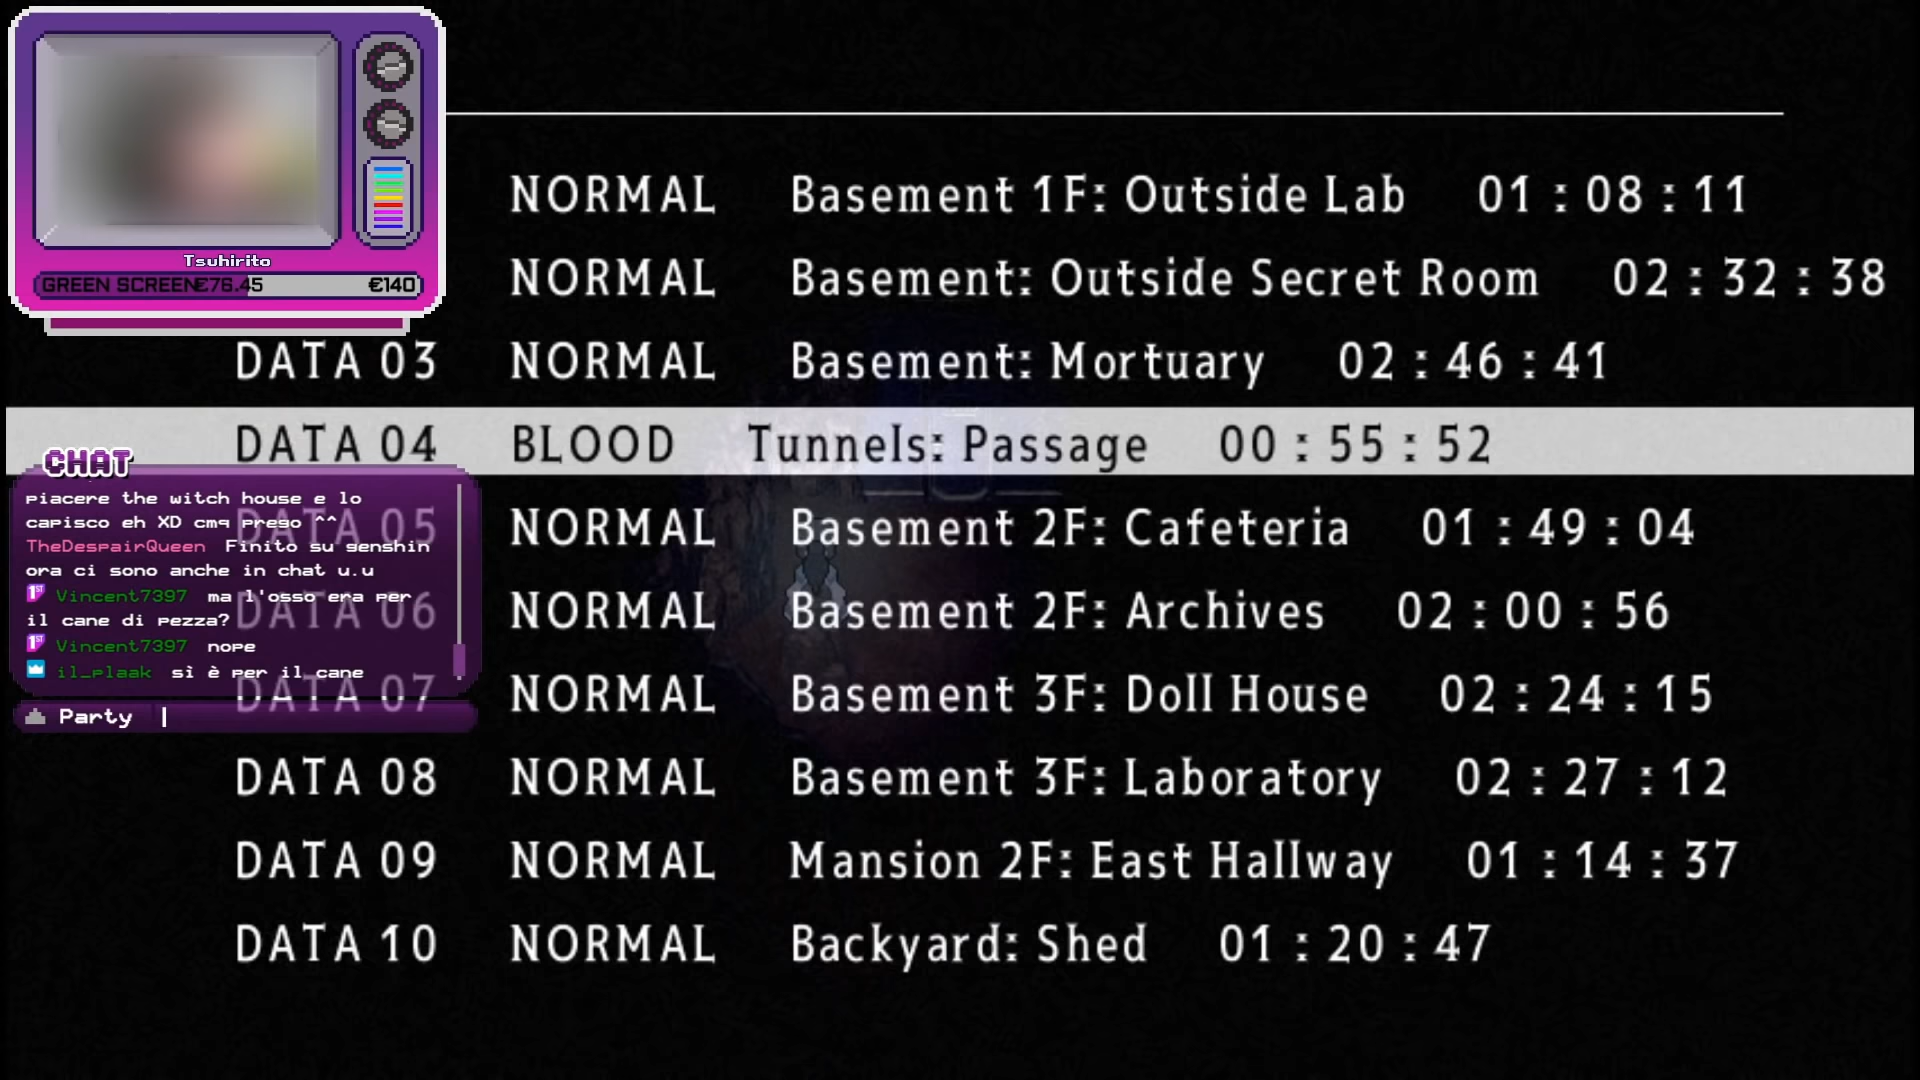 Tsuhirito
GREEN SCREEN €76.45 €140
NORMAL Basement 1F: Outside Lab 01 : 08 : 11
NORMAL Basement: Outside Secret Room 02 : 32 : 38
DATA 03 NORMAL Basement: Mortuary 02 : 46 : 41
DATA 04 BLOOD Tunnels: Passage 00 : 55 : 52
DATA 05 NORMAL Basement 2F: Cafeteria 01 : 49 : 04
DATA 06 NORMAL Basement 2F: Archives 02 : 00 : 56
DATA 07 NORMAL Basement 3F: Doll House 02 : 24 : 15
DATA 08 NORMAL Basement 3F: Laboratory 02 : 27 : 12
DATA 09 NORMAL Mansion 2F: East Hallway 01 : 14 : 37
DATA 10 NORMAL Backyard: Shed 01 : 20 : 47
CHAT
piacere the witch house e lo
capisco eh XD cmq prego ^^
TheDespairQueen Finito su genshin
ora ci sono anche in chat u.u
1ST Vincent7397 ma l'osso era per
il cane di pezza?
1ST Vincent7397 nope
il_plaak sì è per il cane
Party |